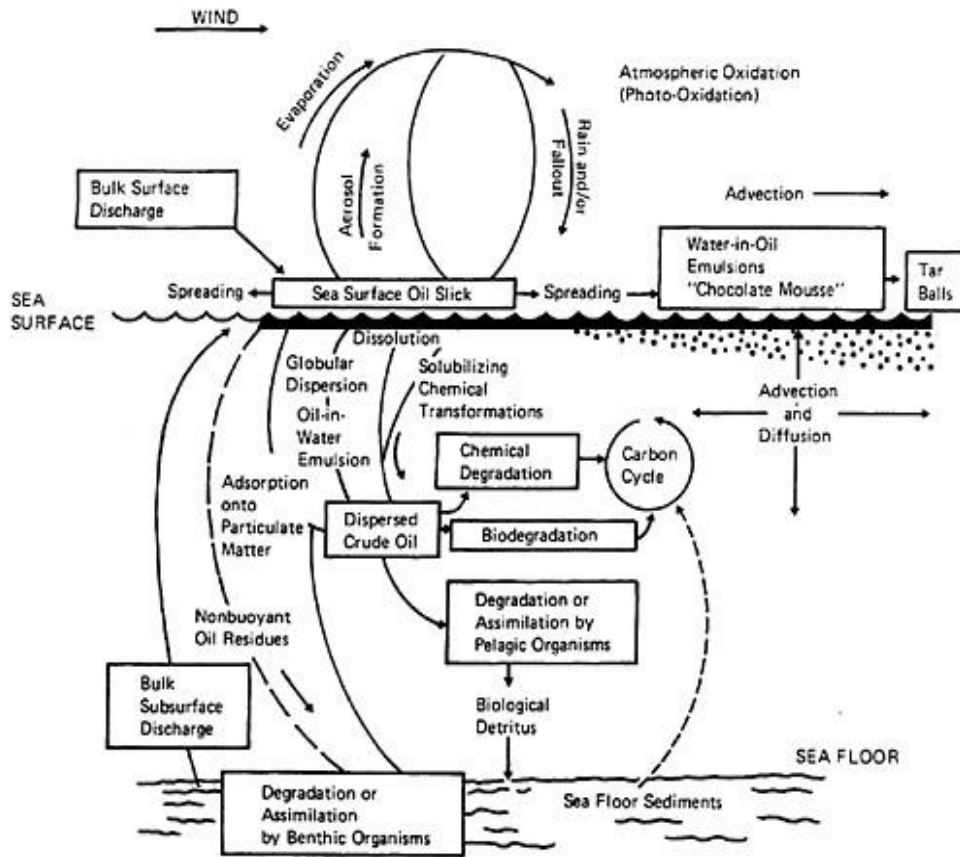 WIND
Evaporation
Aerosol
Formation
Rain and/or
Fallout
Atmospheric Oxidation
(Photo-Oxidation)
Bulk Surface
Discharge
Advection
Water-in-Oil
Emulsions
"Chocolate Mousse"
Tar
Balls
Spreading
Sea Surface Oil Slick
Spreading
SEA
SURFACE
Dissolution
Globular
Dispersion
Oil-in-
Water
Emulsion
Solubilizing
Chemical
Transformations
Advection
and
Diffusion
Chemical
Degradation
Carbon
Cycle
Adsorption
onto
Particulate
Matter
Dispersed
Crude Oil
Biodegradation
Degradation or
Assimilation by
Pelagic Organisms
Nonbuoyant
Oil Residues
Bulk
Subsurface
Discharge
Biological
Detritus
SEA FLOOR
Degradation or
Assimilation
by Benthic Organisms
Sea Floor Sediments